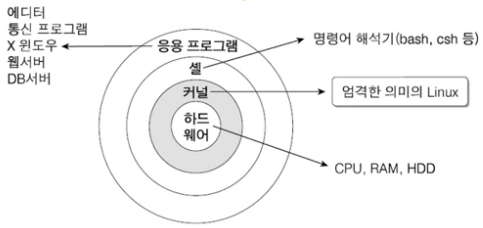 에디터
통신 프로그램
X 윈도우
웹서버
DB서버
응용 프로그램
명령어 해석기(bash, csh 등)
셸
커널
엄격한 의미의 Linux
하드
웨어
CPU, RAM, HDD